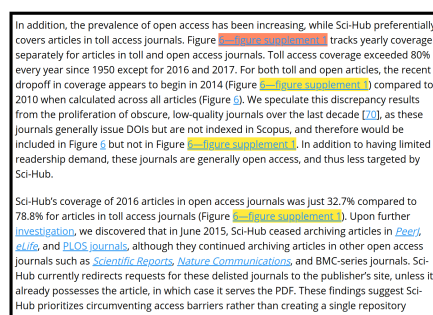 In addition, the prevalence of open access has been increasing, while Sci-Hub preferentially
covers articles in toll access journals. Figure 6—figure supplement 1 tracks yearly coverage
separately for articles in toll and open access journals. Toll access coverage exceeded 80%
every year since 1950 except for 2016 and 2017. For both toll and open articles, the recent
dropoff in coverage appears to begin in 2014 (Figure 6—figure supplement 1) compared to
2010 when calculated across all articles (Figure 6). We speculate this discrepancy results
from the proliferation of obscure, low-quality journals over the last decade [70], as these
journals generally issue DOIs but are not indexed in Scopus, and therefore would be
included in Figure 6 but not in Figure 6—figure supplement 1. In addition to having limited
readership demand, these journals are generally open access, and thus less targeted by
Sci-Hub.
Sci-Hub's coverage of 2016 articles in open access journals was just 32.7% compared to
78.8% for articles in toll access journals (Figure 6—figure supplement 1). Upon further
investigation, we discovered that in June 2015, Sci-Hub ceased archiving articles in PeerJ,
eLife, and PLOS journals, although they continued archiving articles in other open access
journals such as Scientific Reports, Nature Communications, and BMC-series journals. Sci-
Hub currently redirects requests for these delisted journals to the publisher's site, unless it
already possesses the article, in which case it serves the PDF. These findings suggest Sci-
Hub prioritizes circumventing access barriers rather than creating a single repository